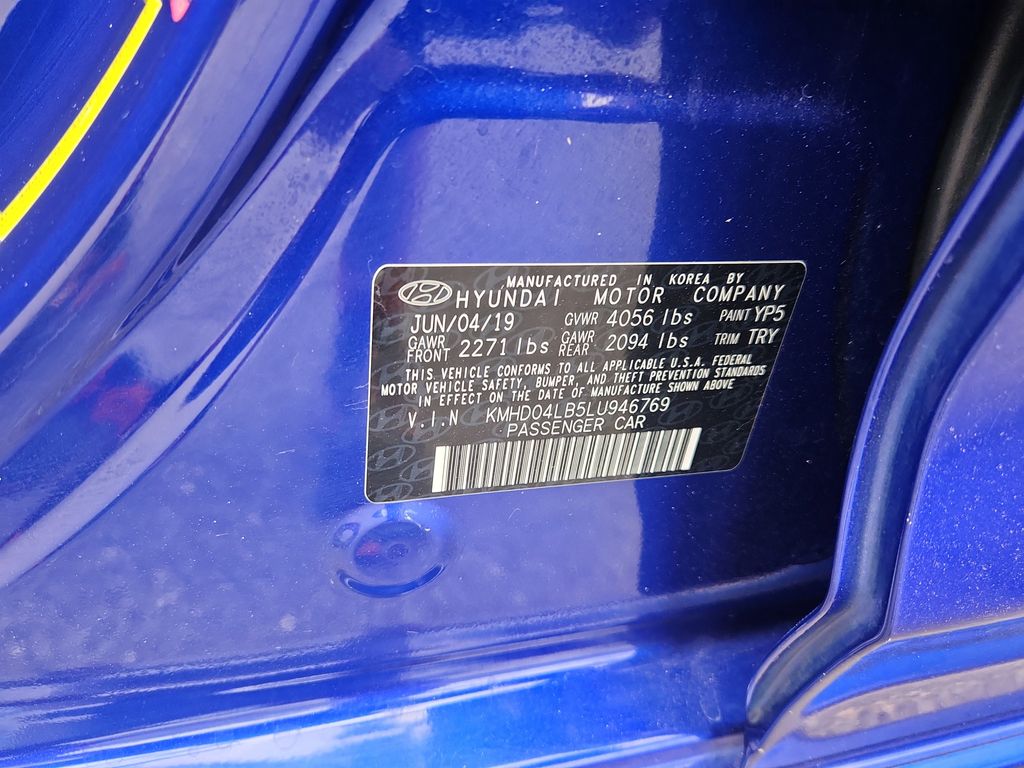 MANUFACTURED IN KOREA BY
HYUNDAI MOTOR COMPANY
JUN/04/19 GVWR 4056 lbs PAINT YP5
GAWR FRONT 2271 lbs GAWR REAR 2094 lbs TRIM TRY
THIS VEHICLE CONFORMS TO ALL APPLICABLE U.S.A. FEDERAL
MOTOR VEHICLE SAFETY, BUMPER, AND THEFT PREVENTION STANDARDS
IN EFFECT ON THE DATE OF MANUFACTURE SHOWN ABOVE
V.I.N KMHD04LB5LU946769
PASSENGER CAR